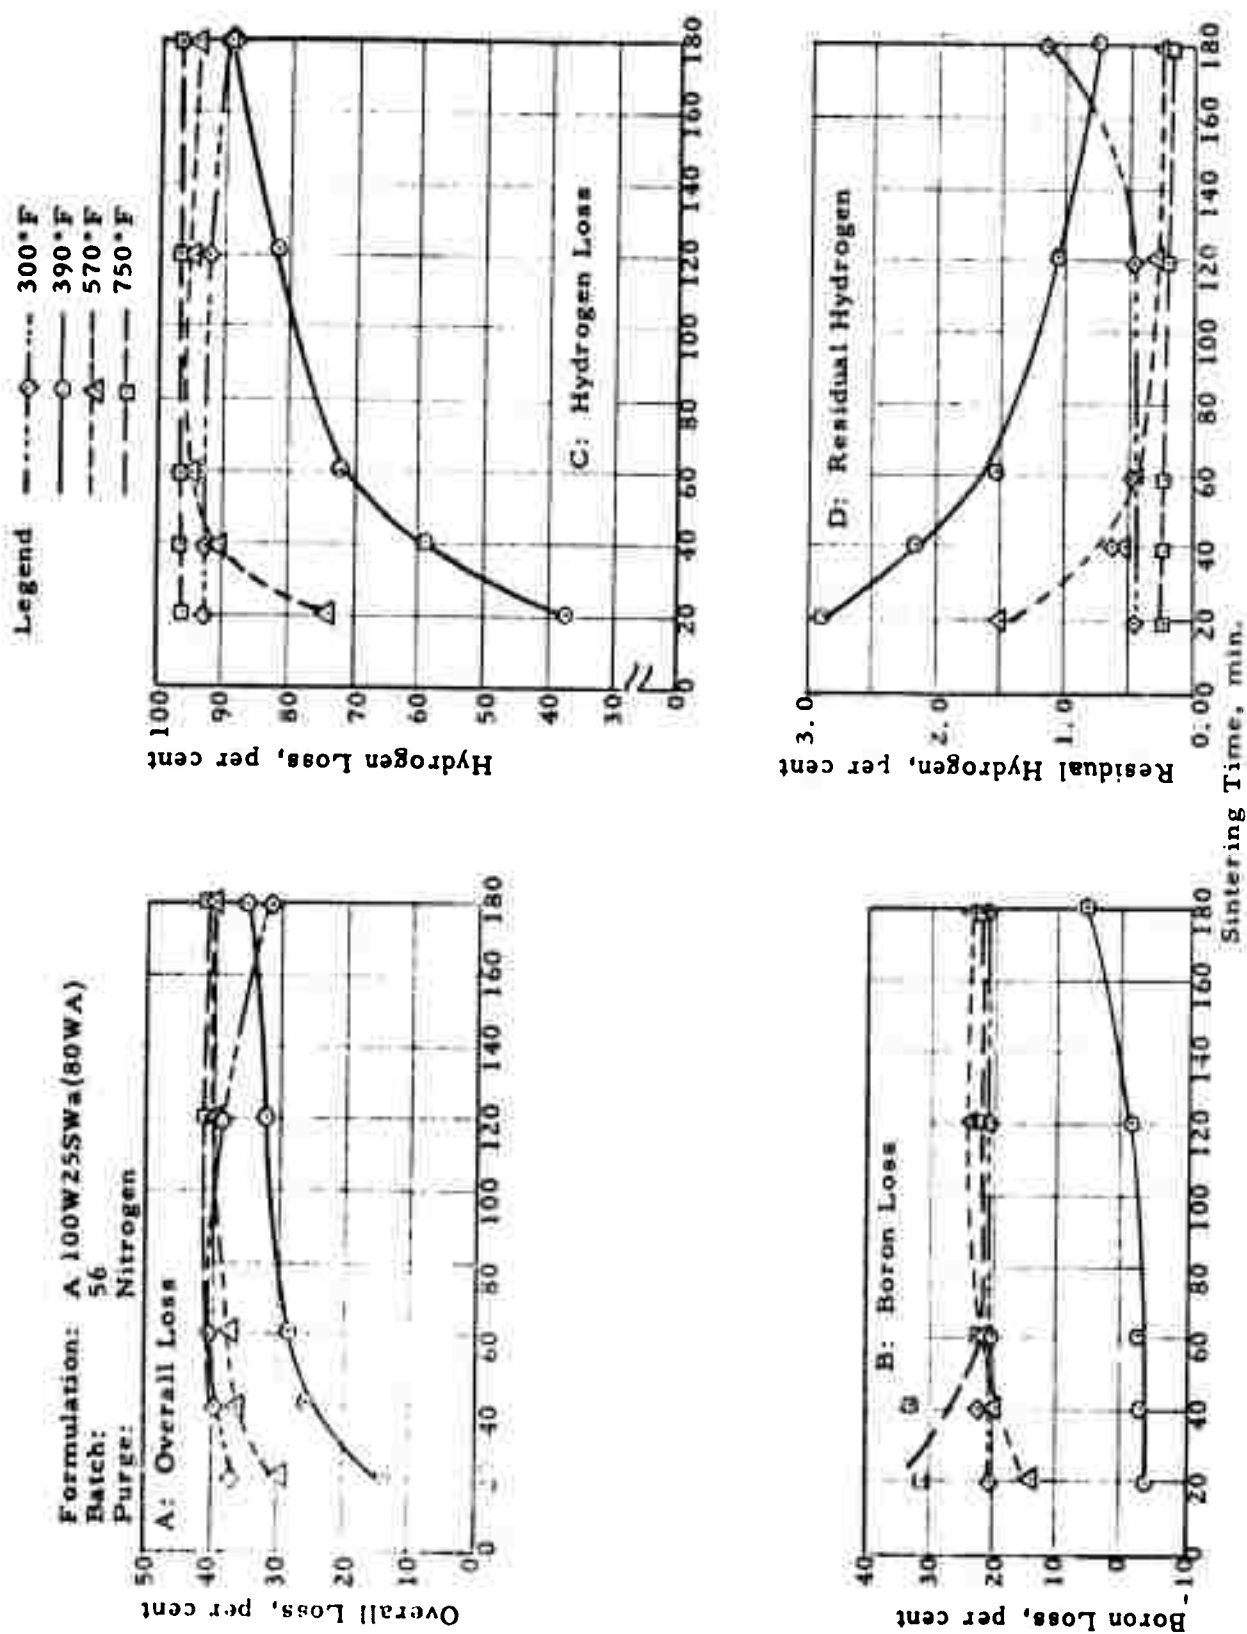 Formulation: A 100W25SWa(80WA)
Batch: 56
Purge: Nitrogen
Legend
300°F
390°F
570°F
750°F
A: Overall Loss
Overall Loss, per cent
50
40
30
20
10
0
0 20 40 60 80 100 120 140 160 180
C: Hydrogen Loss
Hydrogen Loss, per cent
100
90
80
70
60
50
40
30
0
0 20 40 60 80 100 120 140 160 180
B: Boron Loss
Boron Loss, per cent
40
30
20
10
0
-10
0 20 40 60 80 100 120 140 160 180
D: Residual Hydrogen
Residual Hydrogen, per cent
3.0
2.0
1.0
0.0
0 20 40 60 80 100 120 140 160 180
Sintering Time, min.